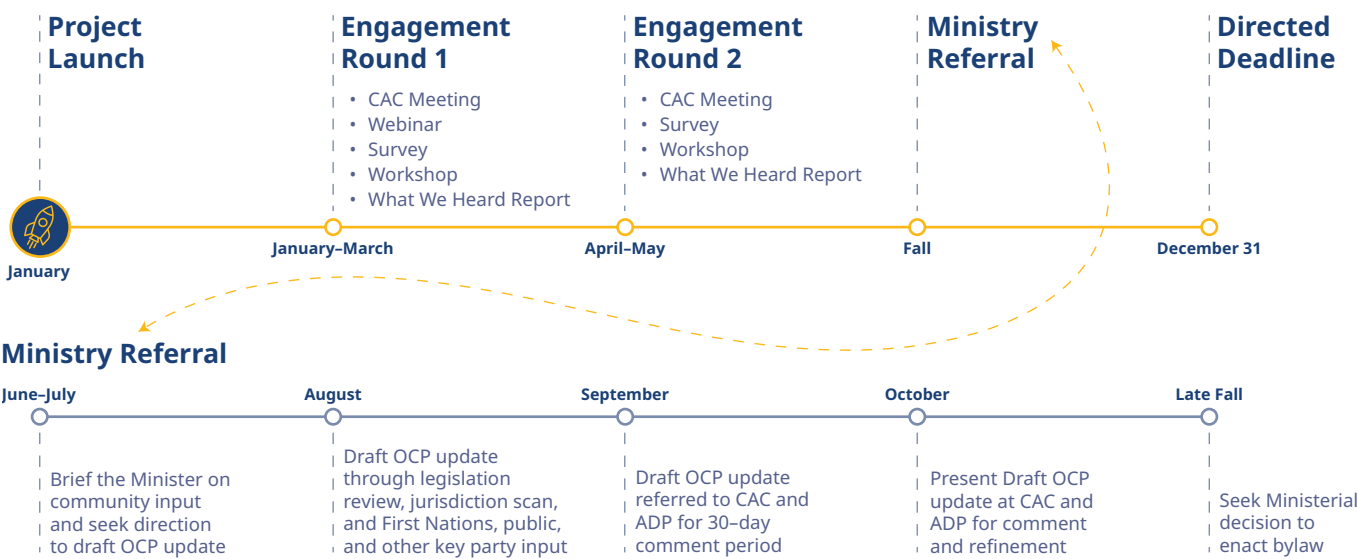 Project
Launch
January
Engagement
Round 1
• CAC Meeting
• Webinar
• Survey
• Workshop
• What We Heard Report
January–March
Engagement
Round 2
• CAC Meeting
• Survey
• Workshop
• What We Heard Report
April–May
Ministry
Referral
Fall
Directed
Deadline
December 31
Ministry Referral
June–July
Brief the Minister on
community input
and seek direction
to draft OCP update
August
Draft OCP update
through legislation
review, jurisdiction scan,
and First Nations, public,
and other key party input
September
Draft OCP update
referred to CAC and
ADP for 30–day
comment period
October
Present Draft OCP
update at CAC and
ADP for comment
and refinement
Late Fall
Seek Ministerial
decision to
enact bylaw